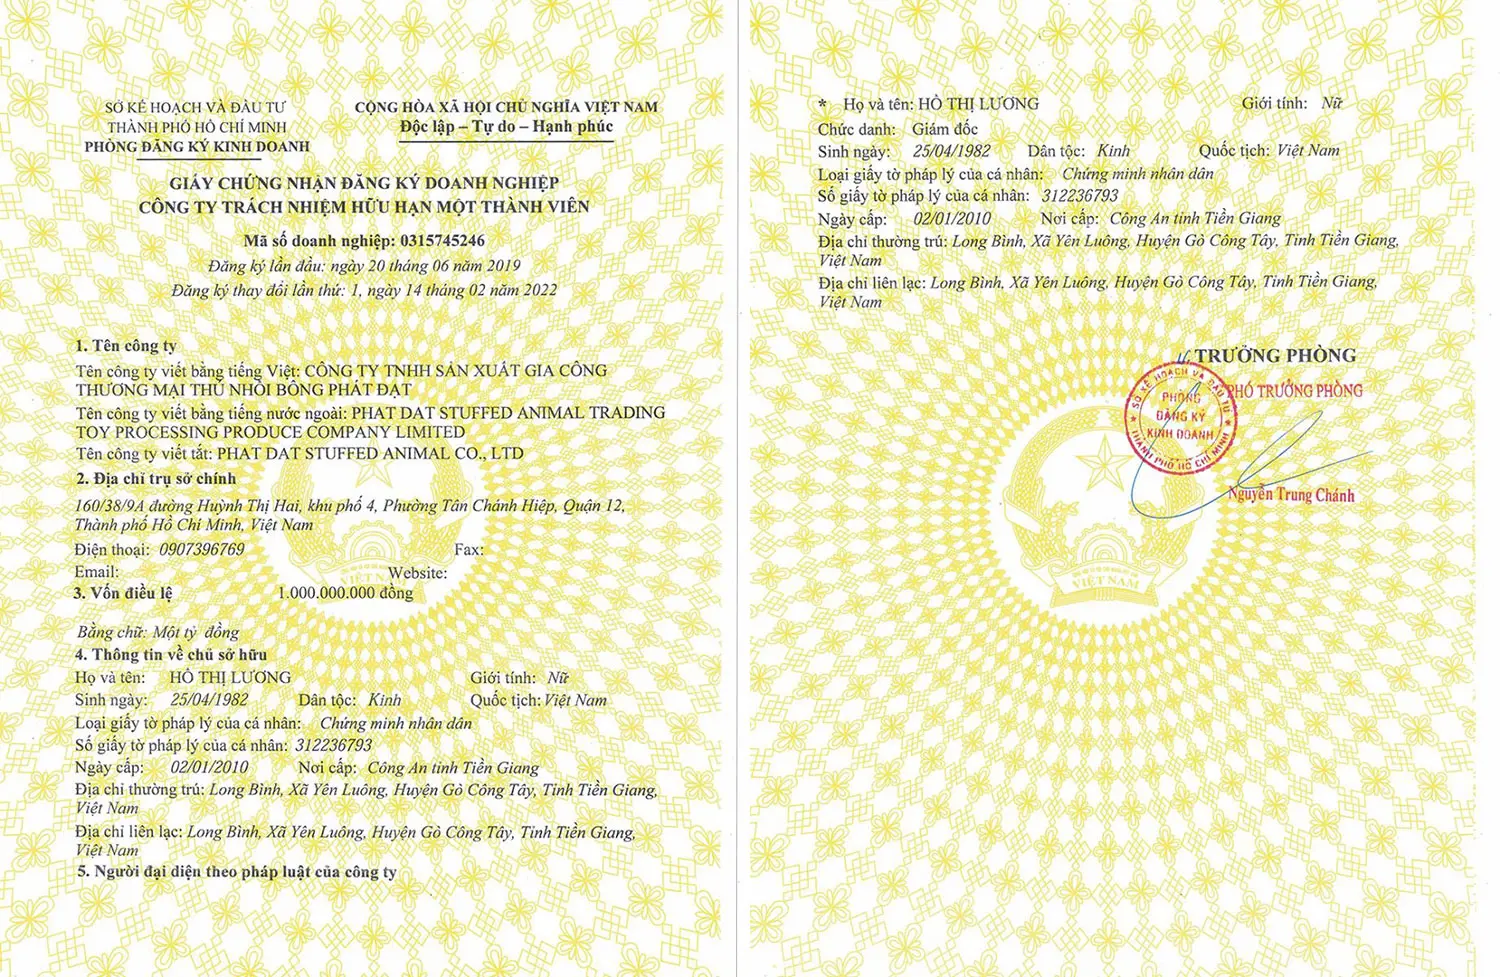 SỞ KẾ HOẠCH VÀ ĐẦU TƯ
THÀNH PHỐ HỒ CHÍ MINH
PHÒNG ĐĂNG KÝ KINH DOANH
CỘNG HÒA XÃ HỘI CHỦ NGHĨA VIỆT NAM
Độc lập – Tự do – Hạnh phúc
GIẤY CHỨNG NHẬN ĐĂNG KÝ DOANH NGHIỆP
CÔNG TY TRÁCH NHIỆM HỮU HẠN MỘT THÀNH VIÊN
Mã số doanh nghiệp: 0315745246
Đăng ký lần đầu: ngày 20 tháng 06 năm 2019
Đăng ký thay đổi lần thứ: 1, ngày 14 tháng 02 năm 2022
1. Tên công ty
Tên công ty viết bằng tiếng Việt: CÔNG TY TNHH SẢN XUẤT GIA CÔNG
THƯƠNG MẠI THÚ NHỒI BÔNG PHÁT ĐẠT
Tên công ty viết bằng tiếng nước ngoài: PHAT DAT STUFFED ANIMAL TRADING
TOY PROCESSING PRODUCE COMPANY LIMITED
Tên công ty viết tắt: PHAT DAT STUFFED ANIMAL CO., LTD
2. Địa chỉ trụ sở chính
160/38/9A đường Huỳnh Thị Hai, khu phố 4, Phường Tân Chánh Hiệp, Quận 12,
Thành phố Hồ Chí Minh, Việt Nam
Điện thoại: 0907396769 Fax:
Email: Website:
3. Vốn điều lệ 1.000.000.000 đồng
Bằng chữ: Một tỷ đồng
4. Thông tin về chủ sở hữu
Họ và tên: HỒ THỊ LƯƠNG Giới tính: Nữ
Sinh ngày: 25/04/1982 Dân tộc: Kinh Quốc tịch: Việt Nam
Loại giấy tờ pháp lý của cá nhân: Chứng minh nhân dân
Số giấy tờ pháp lý của cá nhân: 312236793
Ngày cấp: 02/01/2010 Nơi cấp: Công An tỉnh Tiền Giang
Địa chỉ thường trú: Long Bình, Xã Yên Luông, Huyện Gò Công Tây, Tỉnh Tiền Giang,
Việt Nam
Địa chỉ liên lạc: Long Bình, Xã Yên Luông, Huyện Gò Công Tây, Tỉnh Tiền Giang,
Việt Nam
5. Người đại diện theo pháp luật của công ty
* Họ và tên: HỒ THỊ LƯƠNG Giới tính: Nữ
Chức danh: Giám đốc
Sinh ngày: 25/04/1982 Dân tộc: Kinh Quốc tịch: Việt Nam
Loại giấy tờ pháp lý của cá nhân: Chứng minh nhân dân
Số giấy tờ pháp lý của cá nhân: 312236793
Ngày cấp: 02/01/2010 Nơi cấp: Công An tỉnh Tiền Giang
Địa chỉ thường trú: Long Bình, Xã Yên Luông, Huyện Gò Công Tây, Tỉnh Tiền Giang,
Việt Nam
Địa chỉ liên lạc: Long Bình, Xã Yên Luông, Huyện Gò Công Tây, Tỉnh Tiền Giang,
Việt Nam
TRƯỞNG PHÒNG
PHÓ TRƯỞNG PHÒNG
SỞ KẾ HOẠCH VÀ ĐẦU TƯ
PHÒNG
ĐĂNG KÝ
KINH DOANH
THÀNH PHỐ HỒ CHÍ MINH
Nguyễn Trung Chánh
VIỆT NAM
VIỆT NAM